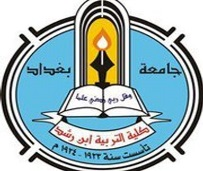 جامعة بغداد
وقل ربي زدني علما
كلية التربية ابن رشد
تأسست سنة ١٩٢٣ - ١٩٢٤ م